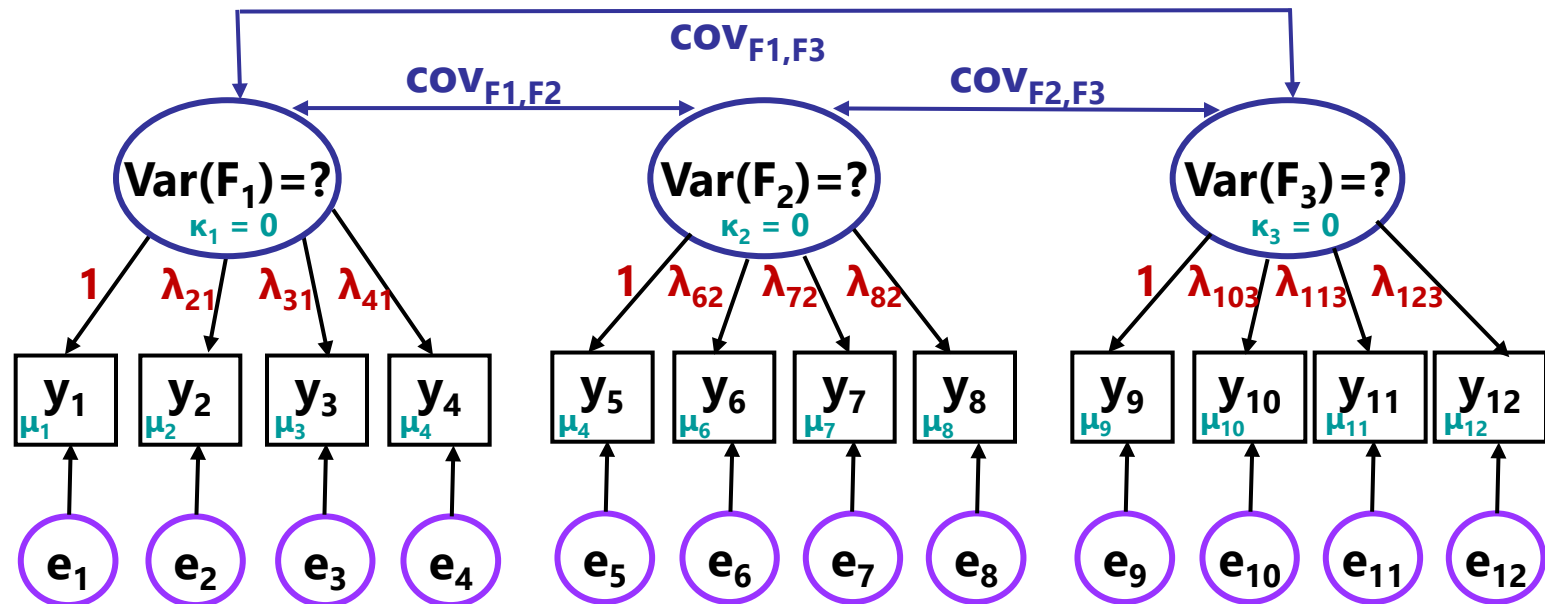 cov_F1,F3
cov_F1,F2 cov_F2,F3
Var(F₁)=? Var(F₂)=? Var(F₃)=?
κ₁ = 0 κ₂ = 0 κ₃ = 0
1 λ₂₁ λ₃₁ λ₄₁ 1 λ₆₂ λ₇₂ λ₈₂ 1 λ₁₀₃ λ₁₁₃ λ₁₂₃
y₁ y₂ y₃ y₄ y₅ y₆ y₇ y₈ y₉ y₁₀ y₁₁ y₁₂
μ₁ μ₂ μ₃ μ₄ μ₄ μ₆ μ₇ μ₈ μ₉ μ₁₀ μ₁₁ μ₁₂
e₁ e₂ e₃ e₄ e₅ e₆ e₇ e₈ e₉ e₁₀ e₁₁ e₁₂